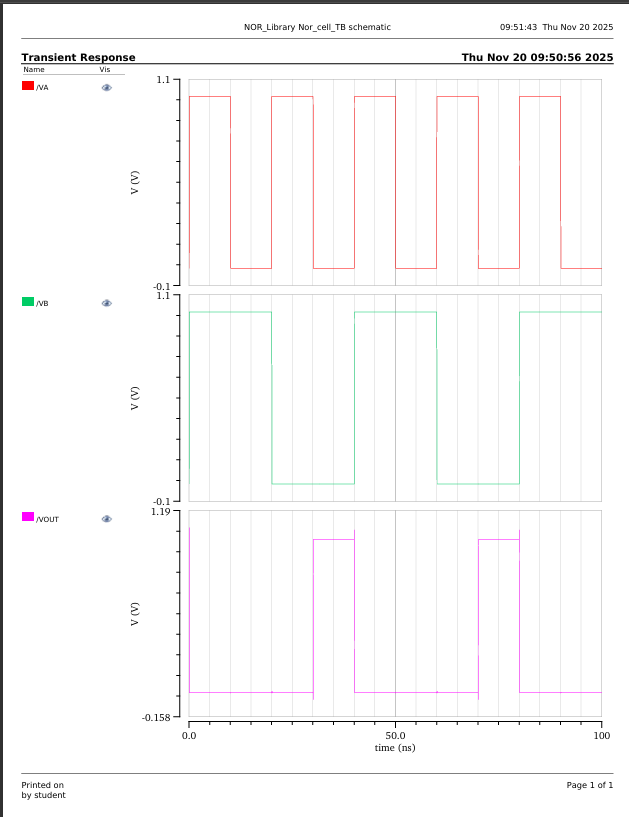 NOR_Library Nor_cell_TB schematic 09:51:43 Thu Nov 20 2025
Transient Response Thu Nov 20 09:50:56 2025
Name Vis
/VA
1.1
V (V)
-0.1
/VB
1.1
V (V)
-0.1
/VOUT
1.19
V (V)
-0.158
0.0 50.0 100
time (ns)
Printed on Page 1 of 1
by student